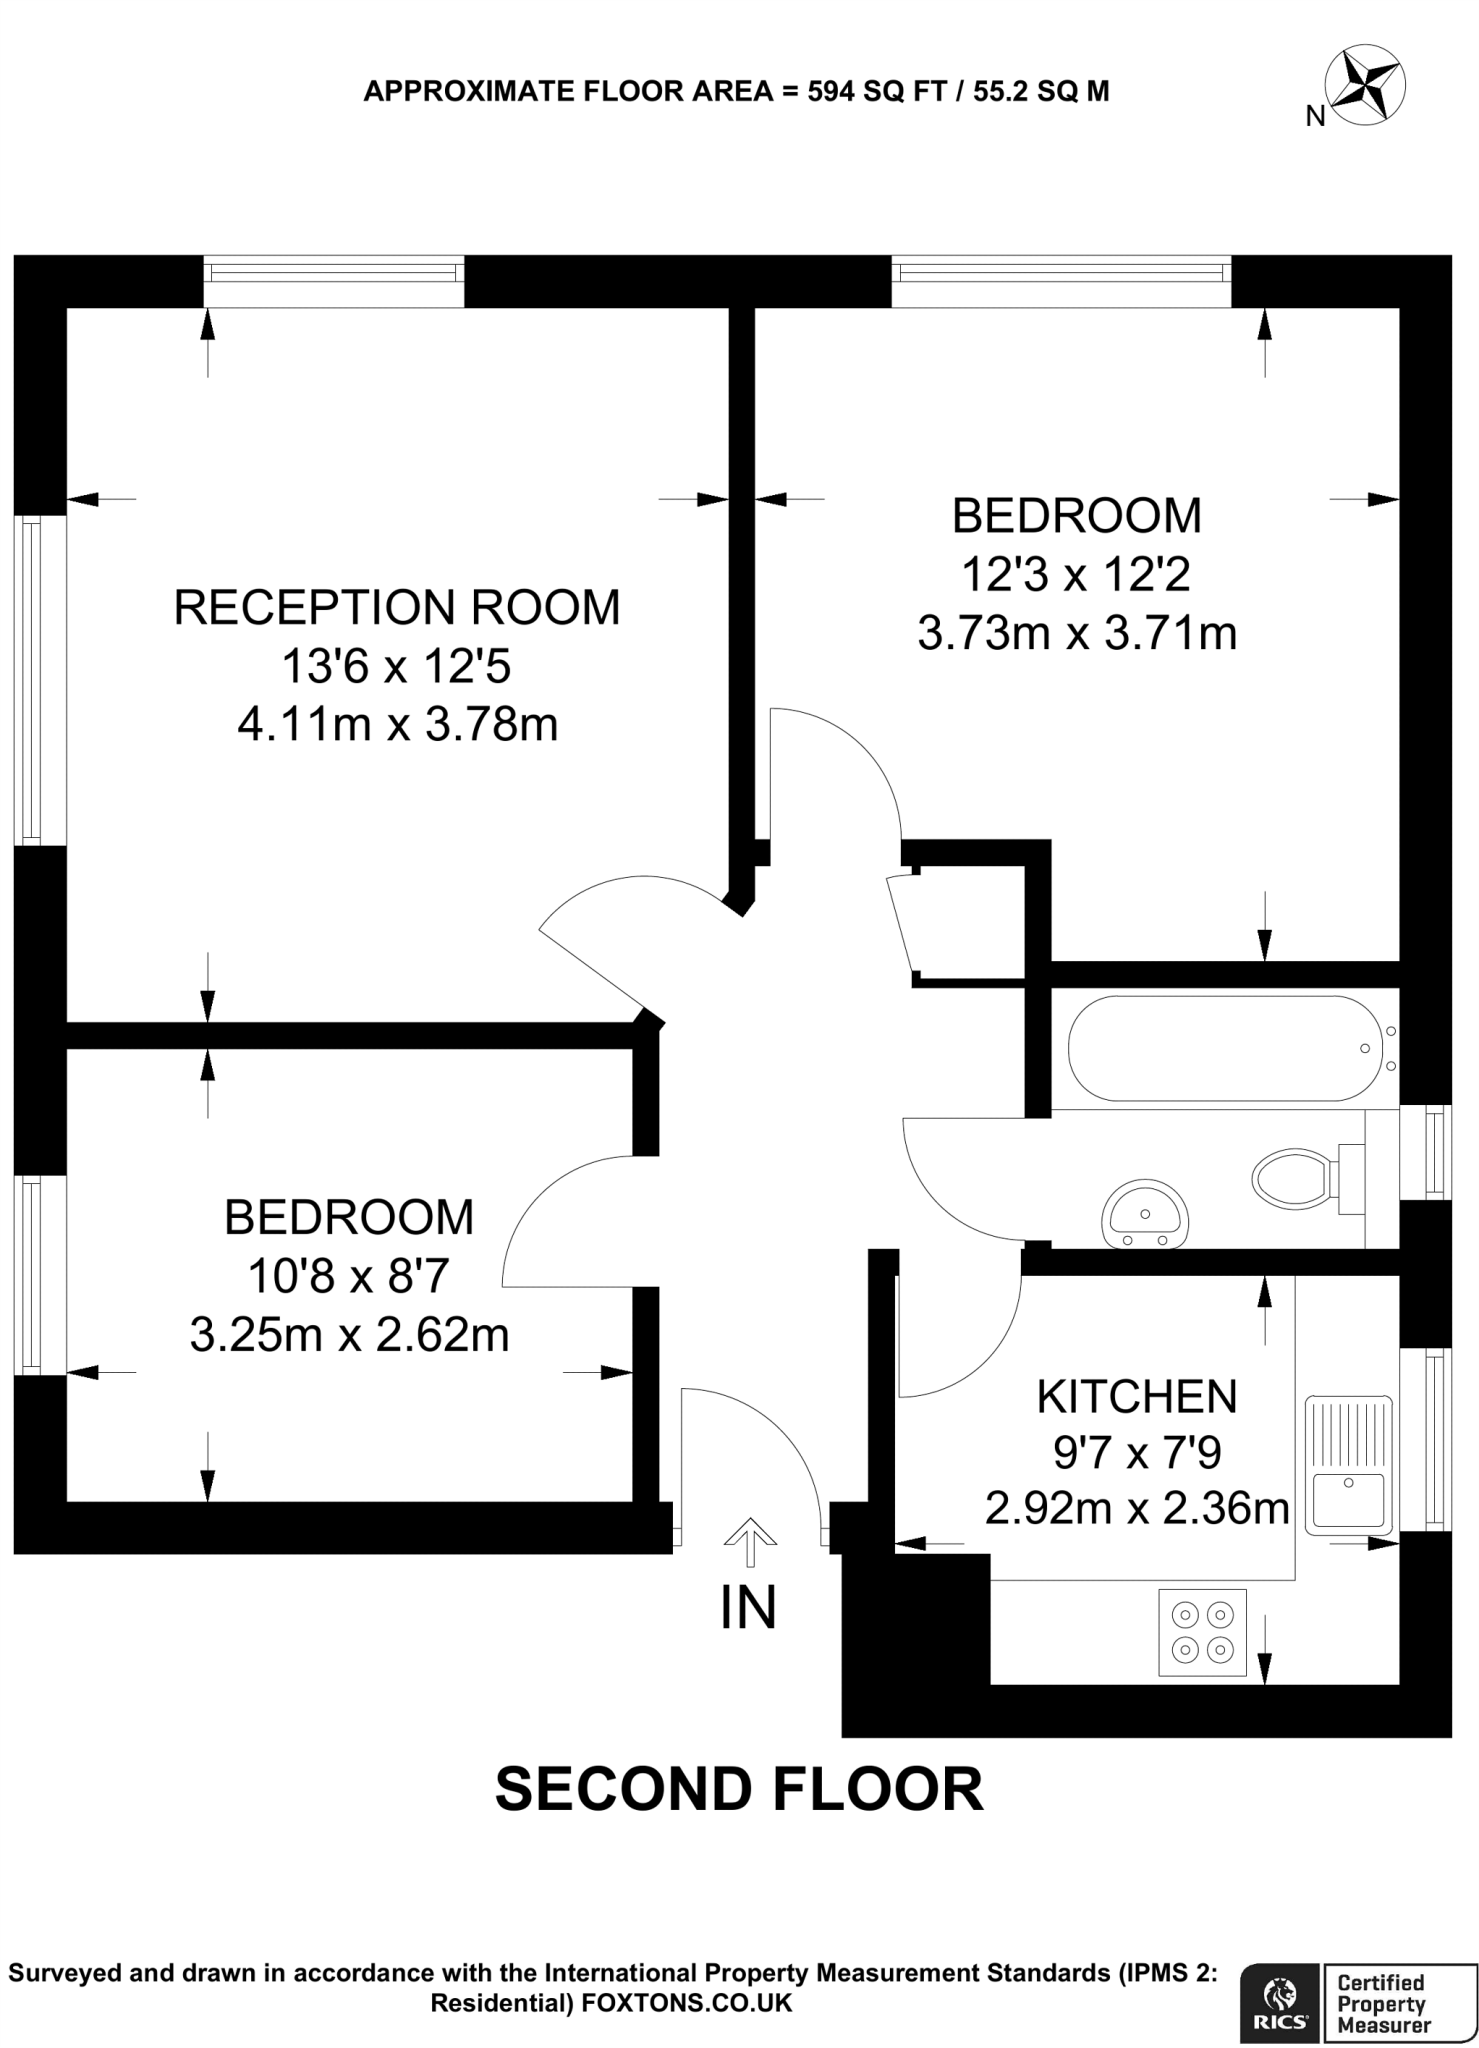 APPROXIMATE FLOOR AREA = 594 SQ FT / 55.2 SQ M
N
BEDROOM
12'3 x 12'2
3.73m x 3.71m
RECEPTION ROOM
13'6 x 12'5
4.11m x 3.78m
BEDROOM
10'8 x 8'7
3.25m x 2.62m
KITCHEN
9'7 x 7'9
2.92m x 2.36m
IN
SECOND FLOOR
Surveyed and drawn in accordance with the International Property Measurement Standards (IPMS 2:
Residential) FOXTONS.CO.UK
RICS
Certified
Property
Measurer